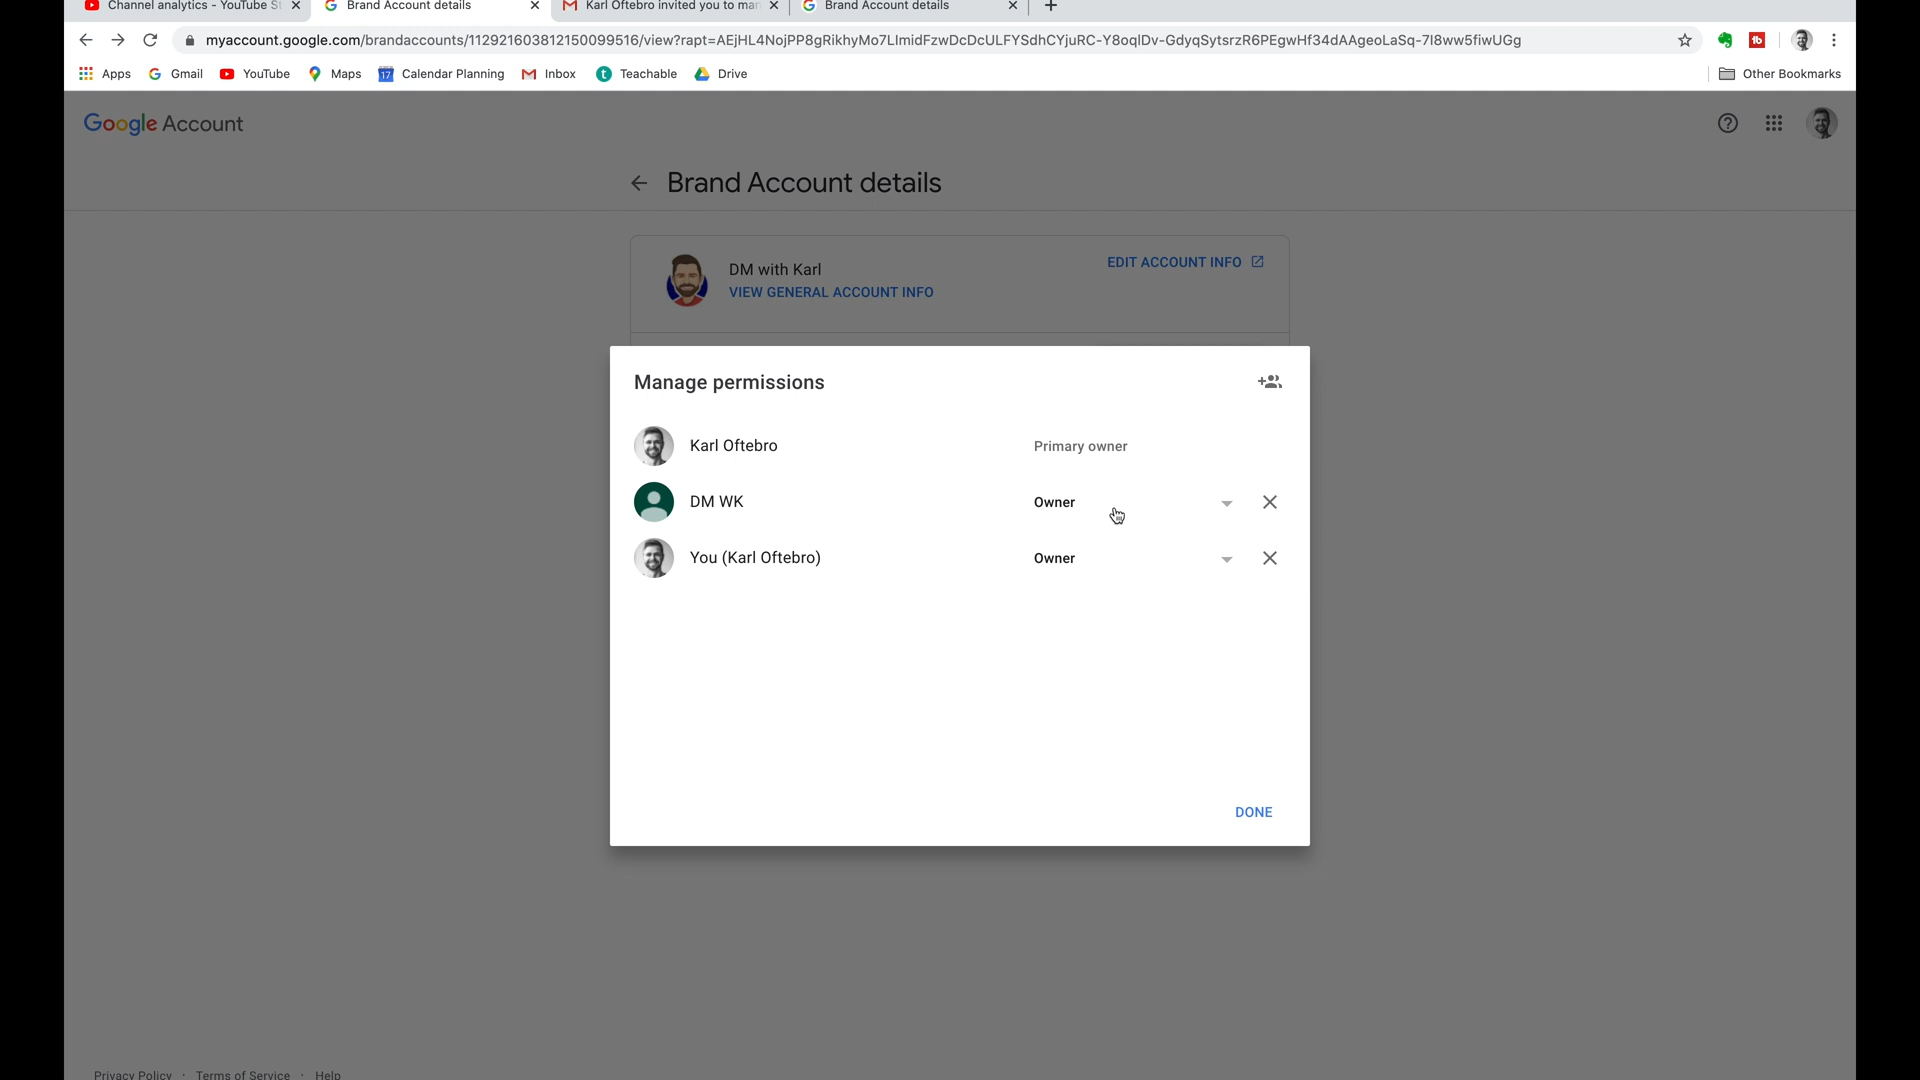 Channel analytics - YouTube St
Brand Account details
Karl Oftebro invited you to man
Brand Account details
myaccount.google.com/brandaccounts/112921603812150099516/view?rapt=AEjHL4NojPP8gRikhyMo7LlmidFzwDcDcULFYSdhCYjuRC-Y8oqlDv-GdyqSytsrzR6PEgwHf34dAAgeoLaSq-7I8ww5fiwUGg
Apps
Gmail
YouTube
Maps
Calendar Planning
Inbox
Teachable
Drive
Other Bookmarks
Google Account
Brand Account details
DM with Karl
EDIT ACCOUNT INFO
VIEW GENERAL ACCOUNT INFO
Manage permissions
Karl Oftebro
Primary owner
DM WK
Owner
You (Karl Oftebro)
Owner
DONE
Privacy Policy · Terms of Service · Help